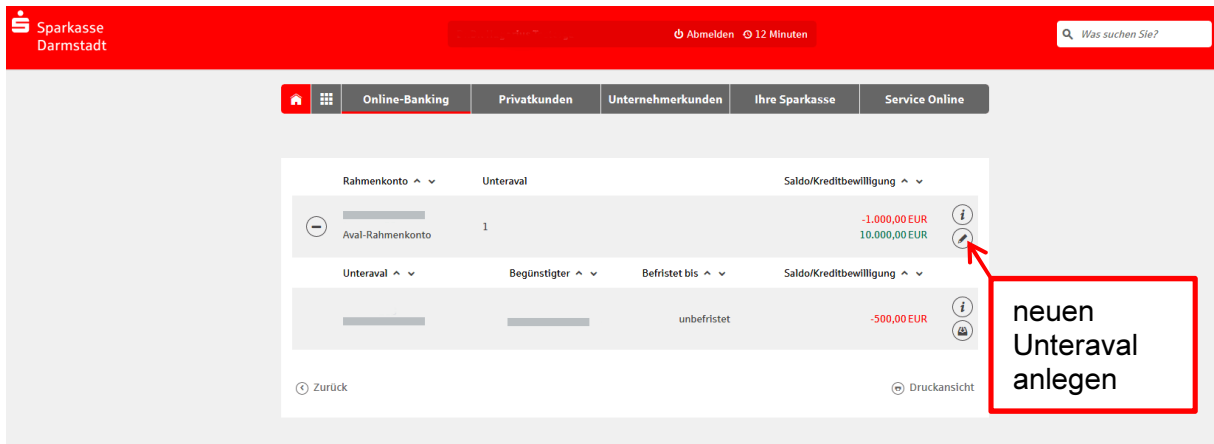 Sparkasse
Darmstadt
Abmelden 12 Minuten
Was suchen Sie?
Online-Banking Privatkunden Unternehmerkunden Ihre Sparkasse Service Online
Rahmenkonto Unteraval Saldo/Kreditbewilligung
-1.000,00 EUR
Aval-Rahmenkonto 1 10.000,00 EUR
Unteraval Begünstigter Befristet bis Saldo/Kreditbewilligung
unbefristet -500,00 EUR
Zurück Druckansicht
neuen
Unteraval
anlegen